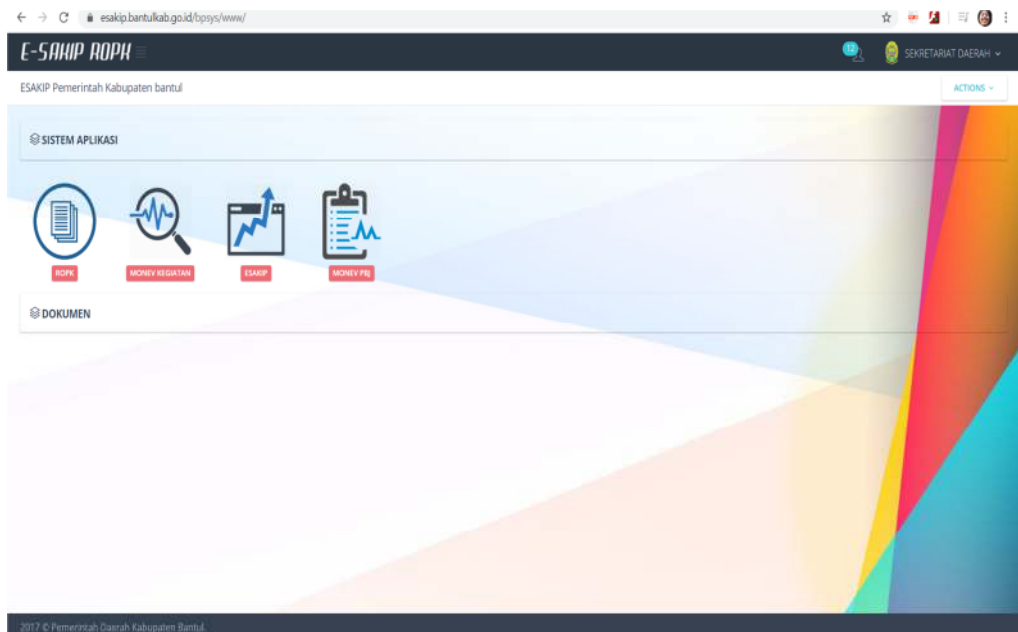 esakip.bantulkab.go.id/bpsys/www/
E-SAKIP ROPK
12
SEKRETARIAT DAERAH
ESAKIP Pemerintah Kabupaten bantul
ACTIONS
SISTEM APLIKASI
ROPK
MONEV KEGIATAN
ESAKIP
MONEV PBJ
DOKUMEN
2017 © Pemerintah Daerah Kabupaten Bantul.